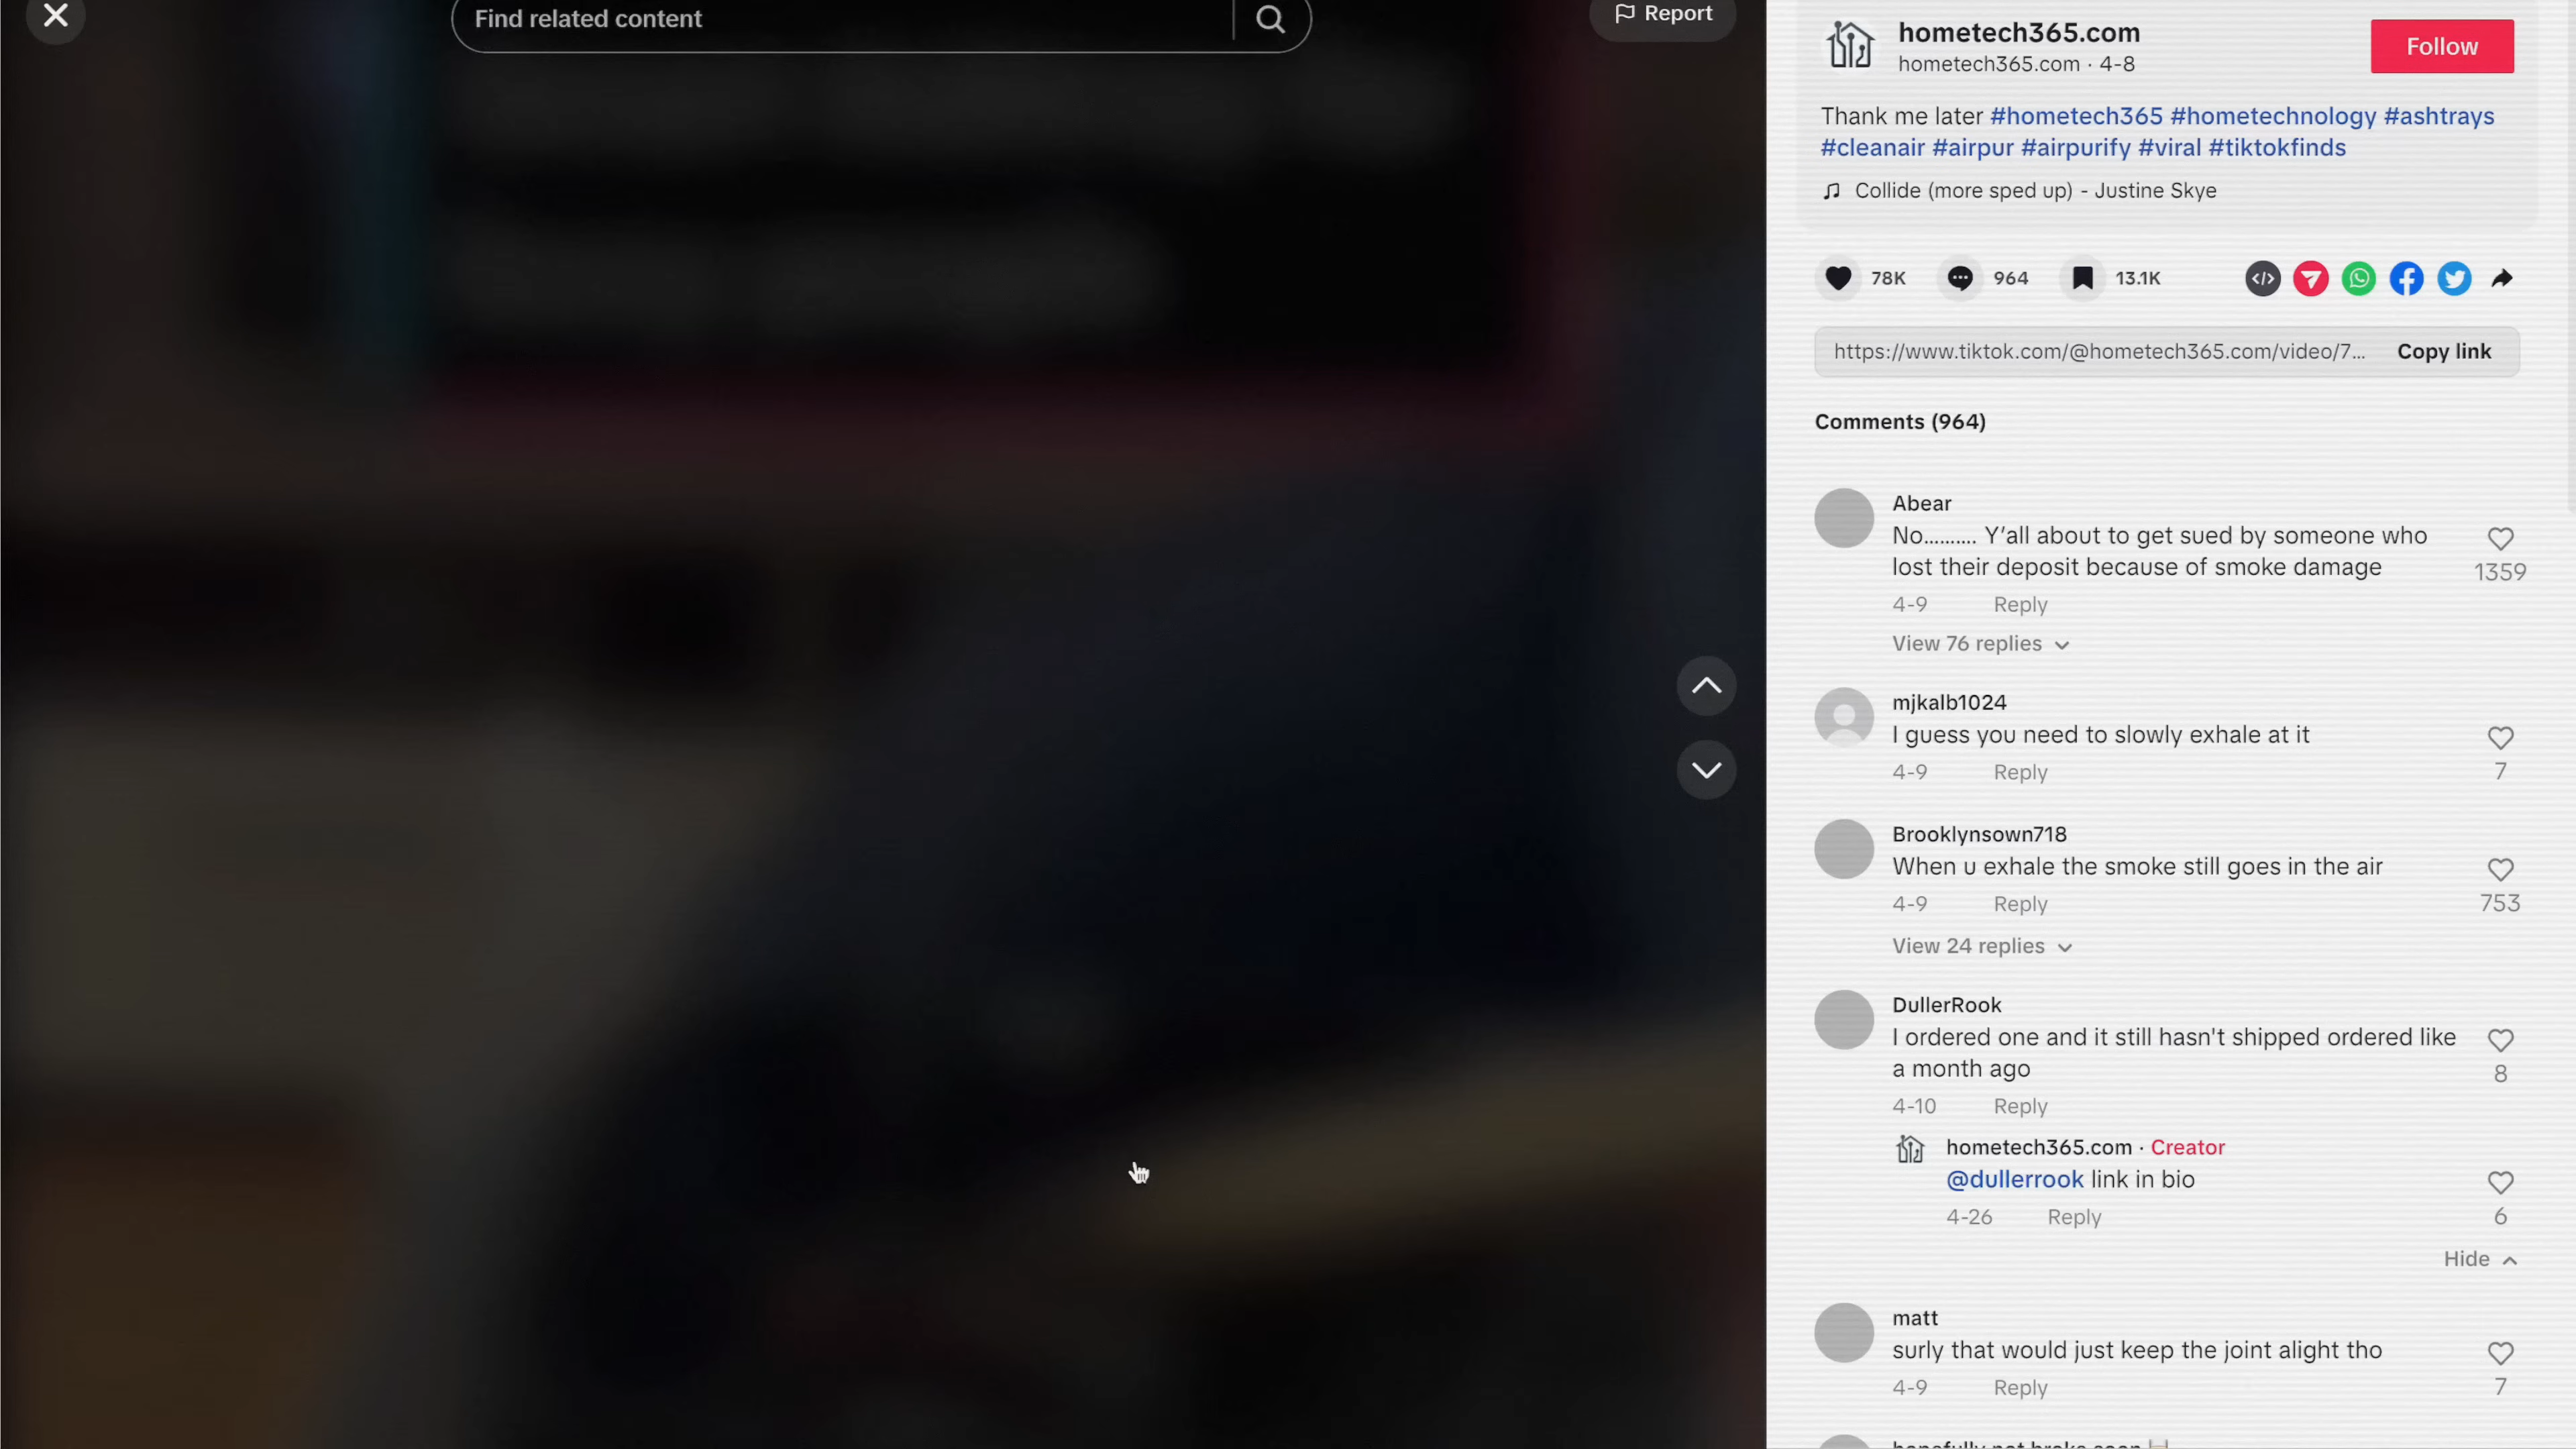 Find related content
Report
hometech365.com
hometech365.com · 4-8
Follow
Thank me later #hometech365 #hometechnology #ashtrays
#cleanair #airpur #airpurify #viral #tiktokfinds
Collide (more sped up) - Justine Skye
78K
964
13.1K
https://www.tiktok.com/@hometech365.com/video/7...
Copy link
Comments (964)
Abear
No.......... Y'all about to get sued by someone who
lost their deposit because of smoke damage
1359
4-9 Reply
View 76 replies
mjkalb1024
I guess you need to slowly exhale at it
4-9 Reply
7
Brooklynsown718
When u exhale the smoke still goes in the air
4-9 Reply
753
View 24 replies
DullerRook
I ordered one and it still hasn't shipped ordered like
a month ago
8
4-10 Reply
hometech365.com · Creator
@dullerrook link in bio
4-26 Reply
6
Hide
matt
surly that would just keep the joint alight tho
4-9 Reply
7